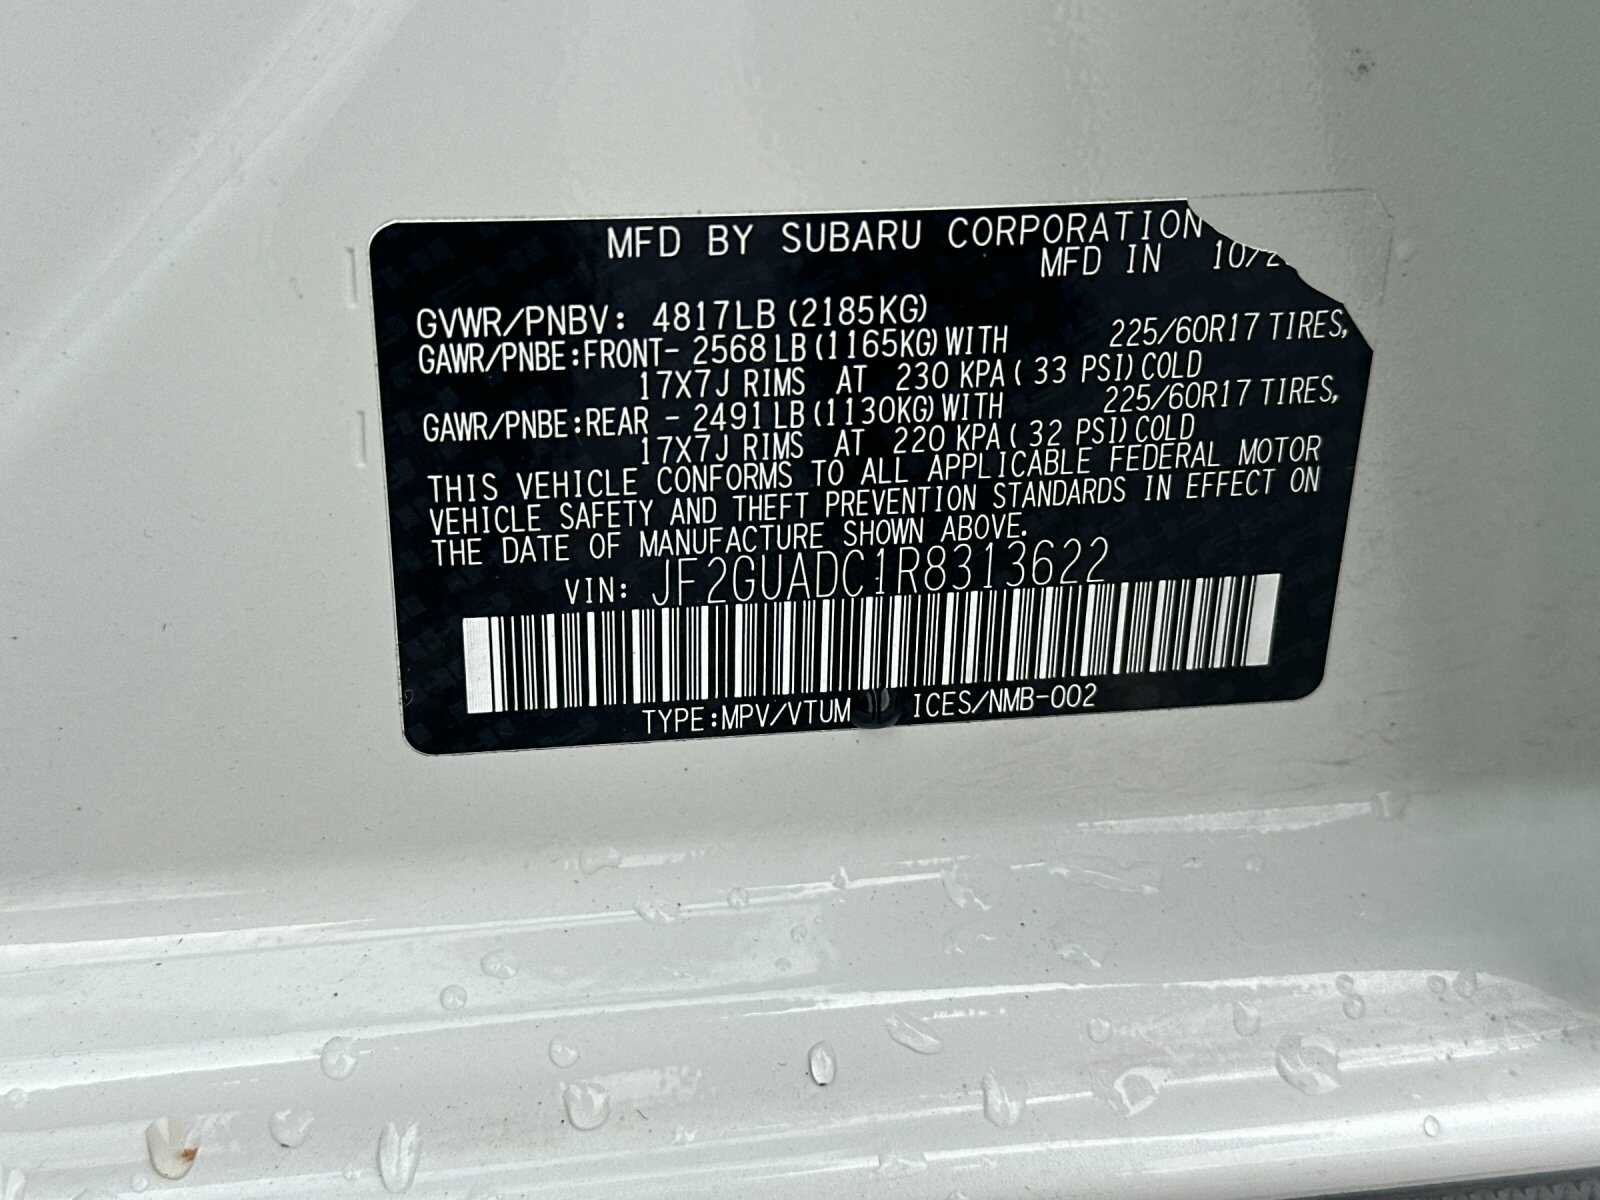 MFD BY SUBARU CORPORATION
MFD IN 10/2
GVWR/PNBV: 4817LB (2185KG)
GAWR/PNBE:FRONT- 2568 LB (1165KG) WITH 225/60R17 TIRES,
17X7J RIMS AT 230 KPA ( 33 PSI) COLD
GAWR/PNBE:REAR - 2491 LB (1130KG) WITH 225/60R17 TIRES,
17X7J RIMS AT 220 KPA ( 32 PSI) COLD
THIS VEHICLE CONFORMS TO ALL APPLICABLE FEDERAL MOTOR
VEHICLE SAFETY AND THEFT PREVENTION STANDARDS IN EFFECT ON
THE DATE OF MANUFACTURE SHOWN ABOVE.
VIN: JF2GUADC1R8313622
TYPE:MPV/VTUM ICES/NMB-002